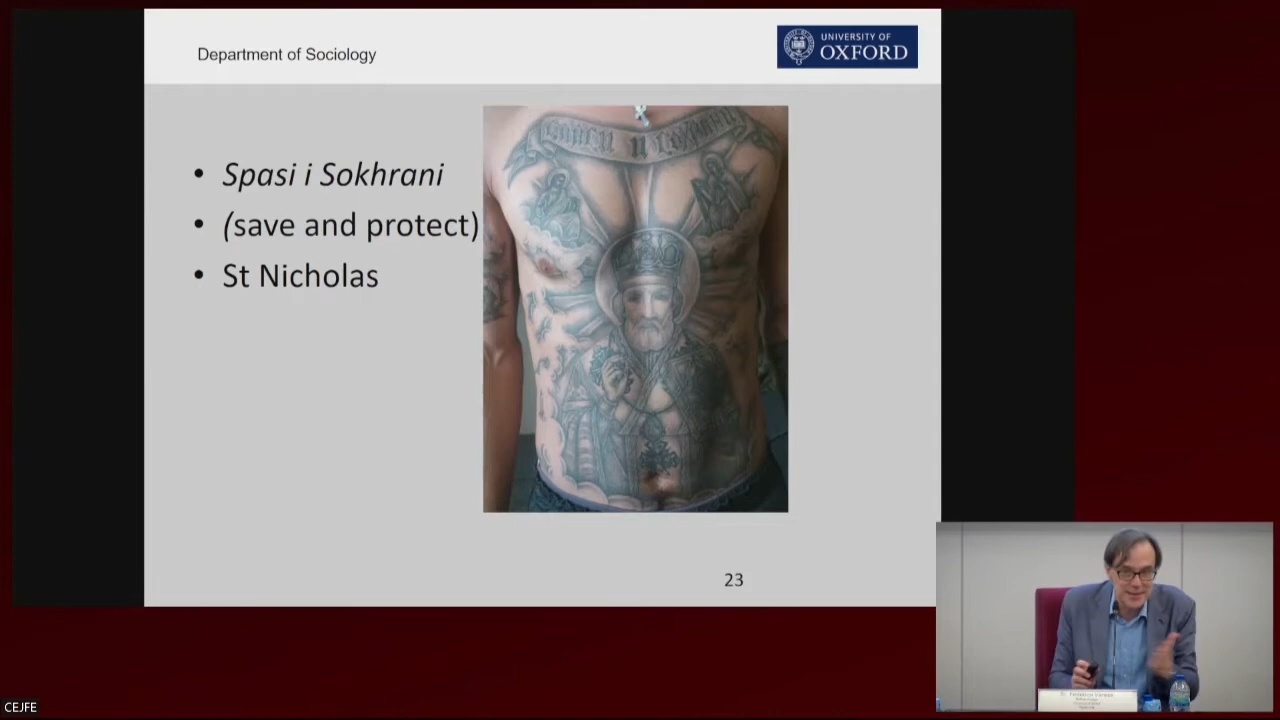 Department of Sociology
UNIVERSITY OF
OXFORD
• Spasi i Sokhrani
• (save and protect)
• St Nicholas
23
CEJFE